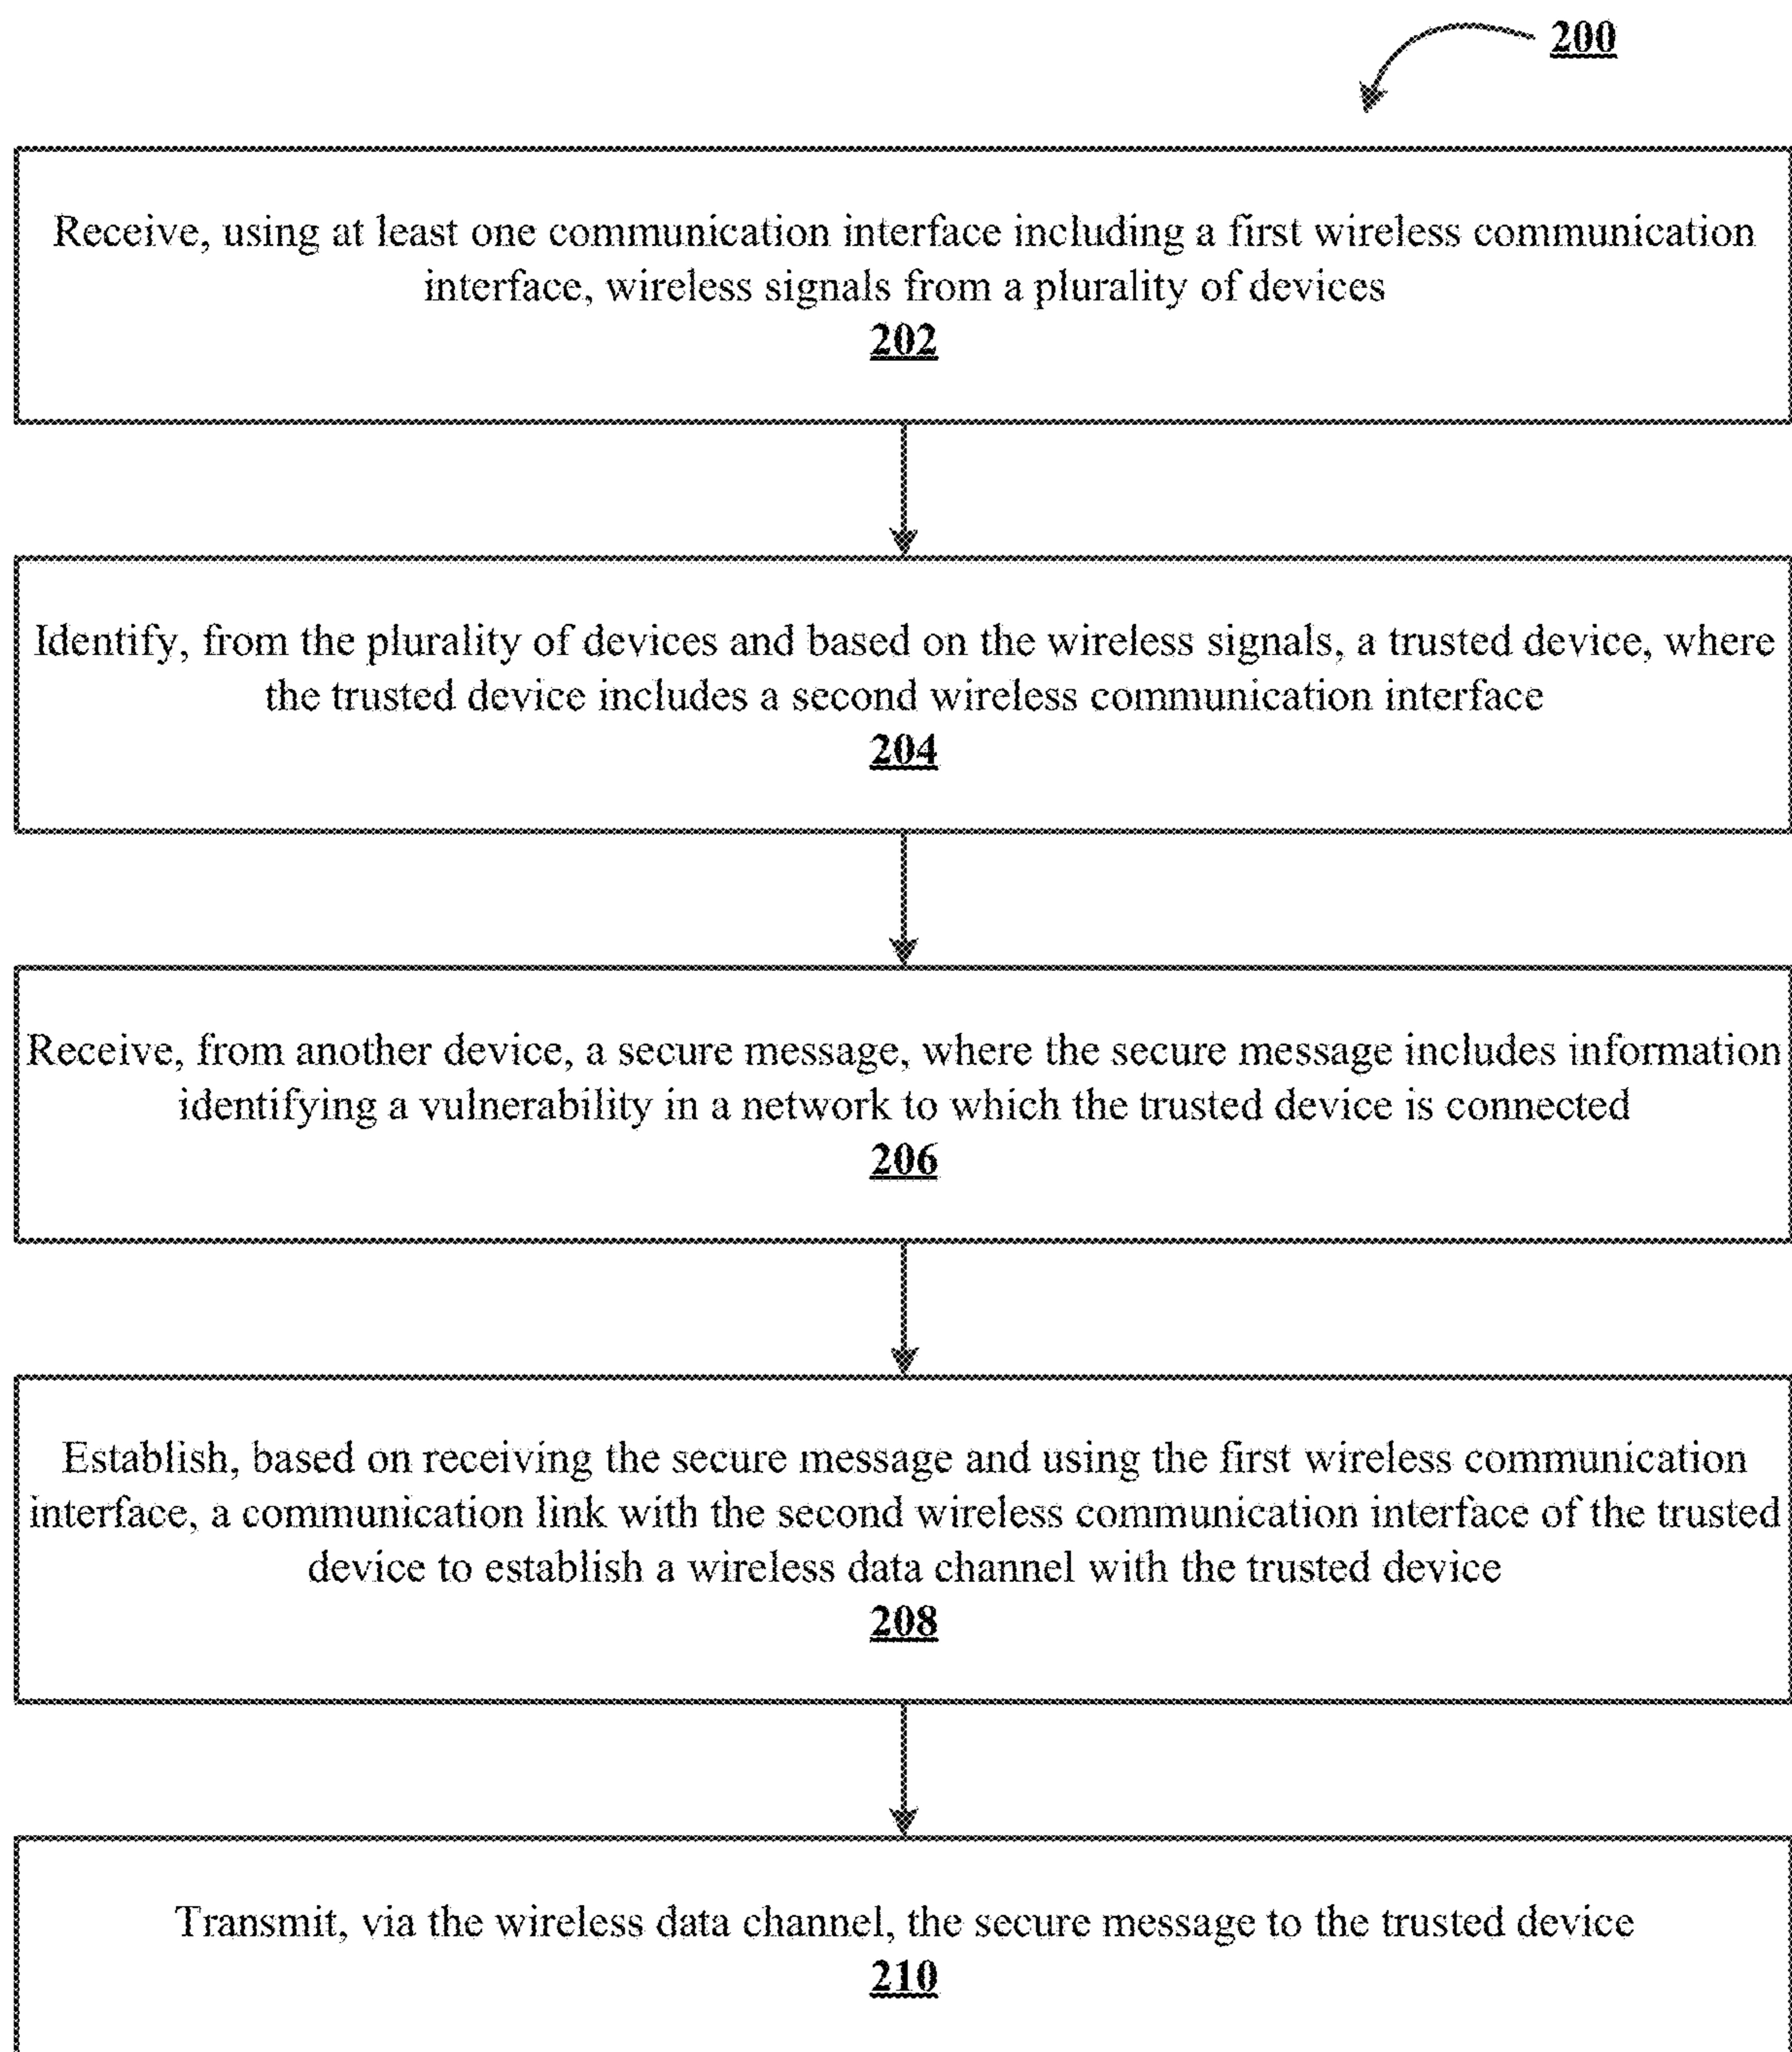 200
Receive, using at least one communication interface including a first wireless communication
interface, wireless signals from a plurality of devices
202
Identify, from the plurality of devices and based on the wireless signals, a trusted device, where
the trusted device includes a second wireless communication interface
204
Receive, from another device, a secure message, where the secure message includes information
identifying a vulnerability in a network to which the trusted device is connected
206
Establish, based on receiving the secure message and using the first wireless communication
interface, a communication link with the second wireless communication interface of the trusted
device to establish a wireless data channel with the trusted device
208
Transmit, via the wireless data channel, the secure message to the trusted device
210